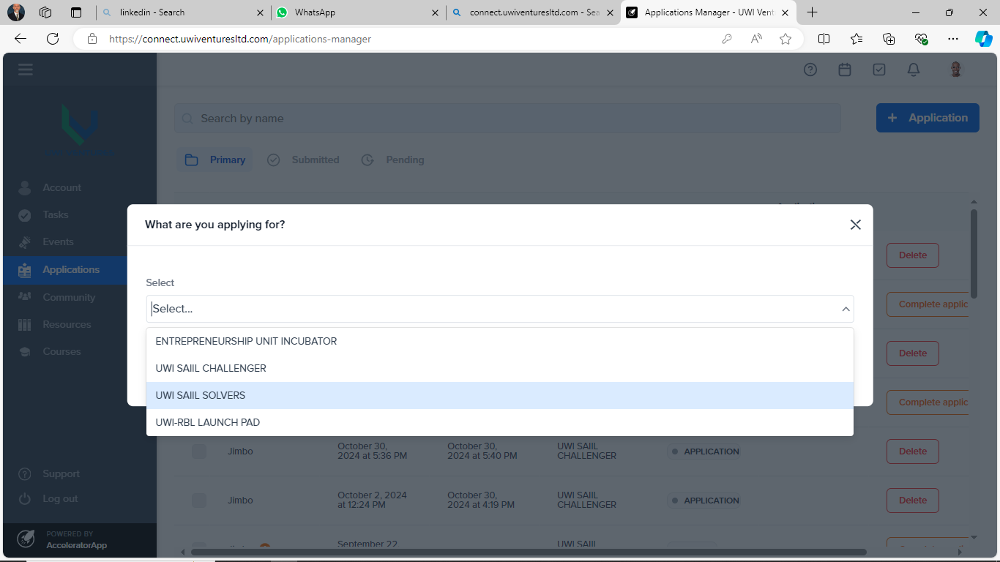 linkedin - Search
WhatsApp
connect.uwiventuresltd.com - Sea
Applications Manager - UWI Vent
https://connect.uwiventuresltd.com/applications-manager
Search by name
+ Application
Primary
Submitted
Pending
Account
Tasks
Events
Applications
Community
Resources
Courses
Support
Log out
POWERED BY
AcceleratorApp
What are you applying for?
Select
Select...
ENTREPRENEURSHIP UNIT INCUBATOR
UWI SAIIL CHALLENGER
UWI SAIIL SOLVERS
UWI-RBL LAUNCH PAD
Delete
Complete applic
Delete
Complete applic
Jimbo
October 30,
2024 at 5:36 PM
October 30,
2024 at 5:40 PM
UWI SAIIL
CHALLENGER
APPLICATION
Delete
Jimbo
October 2, 2024
at 12:24 PM
October 30,
2024 at 4:19 PM
UWI SAIIL
CHALLENGER
APPLICATION
Delete
September 22
UWI SAIIL